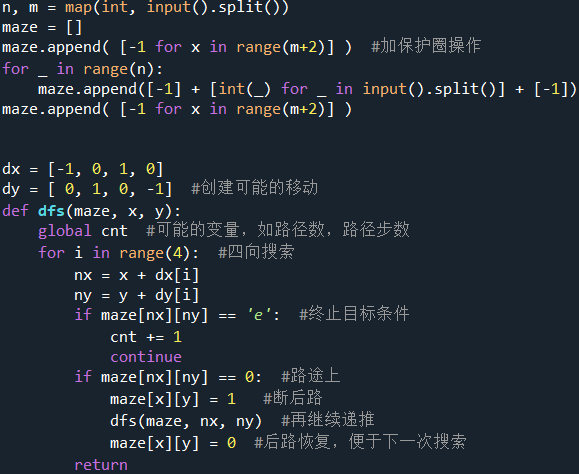 n, m = map(int, input().split())
maze = []
maze.append( [-1 for x in range(m+2)] )  #加保护圈操作
for _ in range(n):
    maze.append([-1] + [int(_) for _ in input().split()] + [-1])
maze.append( [-1 for x in range(m+2)] )
dx = [-1, 0, 1, 0]
dy = [ 0, 1, 0, -1]  #创建可能的移动
def dfs(maze, x, y):
    global cnt  #可能的变量，如路径数，路径步数
    for i in range(4):  #四向搜索
        nx = x + dx[i]
        ny = y + dy[i]
        if maze[nx][ny] == 'e':  #终止目标条件
            cnt += 1
            continue
        if maze[nx][ny] == 0:  #路途上
            maze[x][y] = 1   #断后路
            dfs(maze, nx, ny)  #再继续递推
            maze[x][y] = 0  #后路恢复，便于下一次搜索
        return